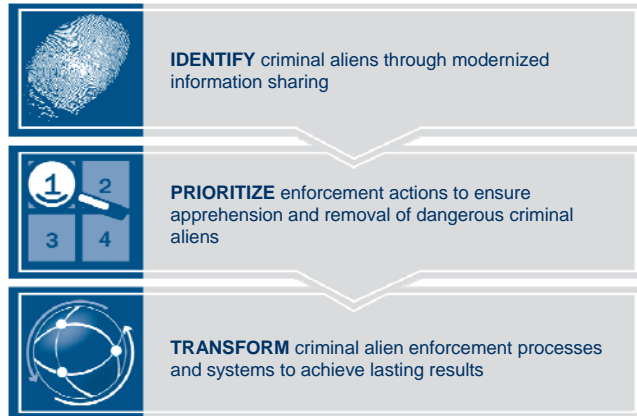 IDENTIFY criminal aliens through modernized
information sharing
1
2
3
4
PRIORITIZE enforcement actions to ensure
apprehension and removal of dangerous criminal
aliens
TRANSFORM criminal alien enforcement processes
and systems to achieve lasting results